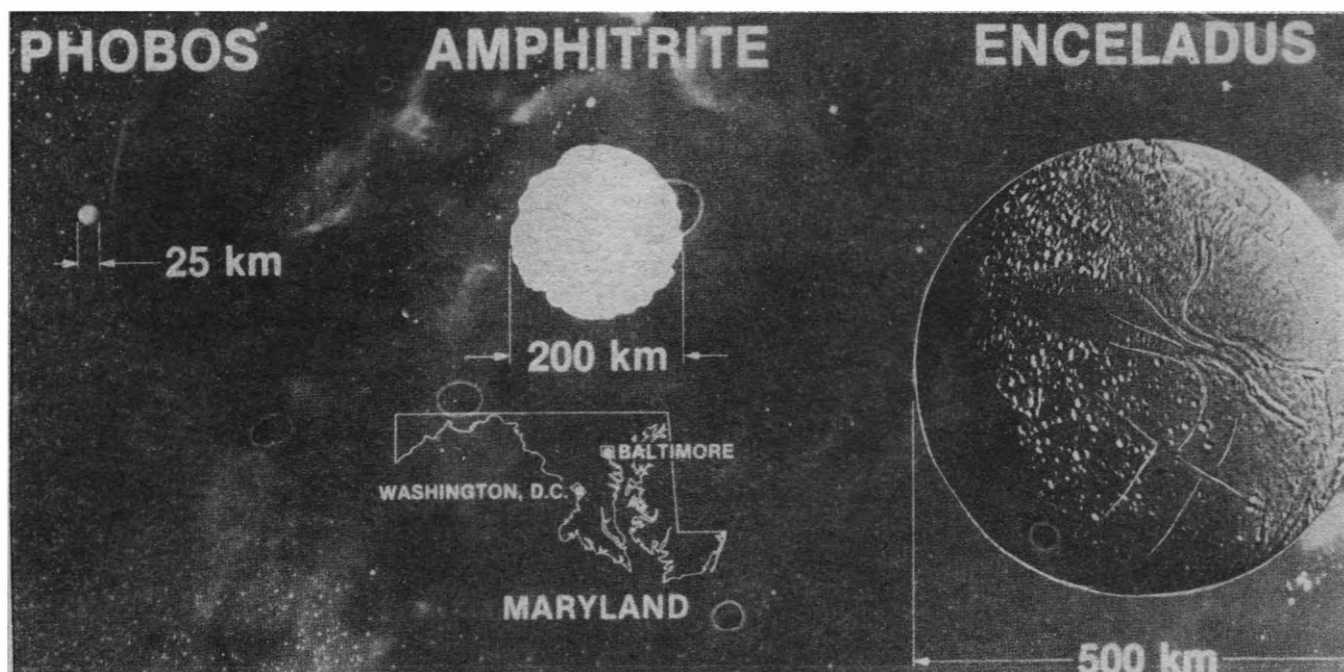 PHOBOS
AMPHITRITE
ENCELADUS
25 km
200 km
BALTIMORE
WASHINGTON, D.C.
MARYLAND
500 km